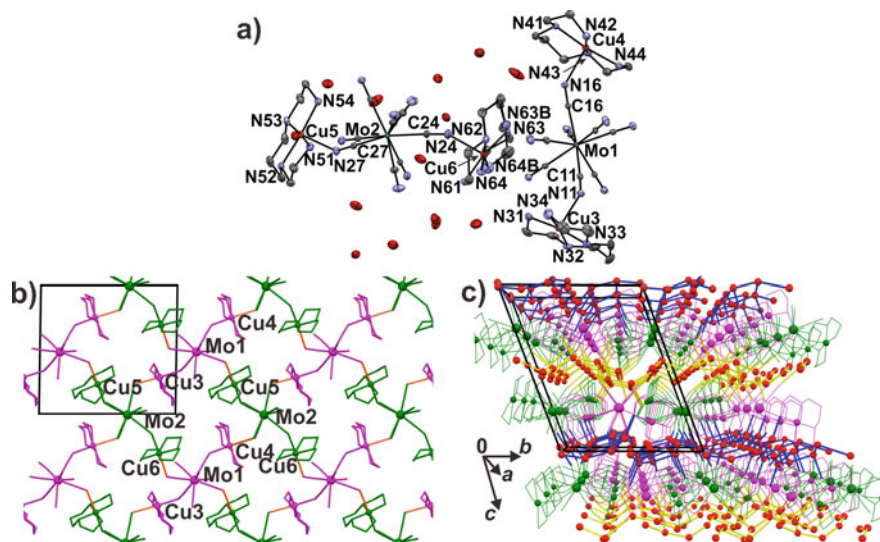 a)
N41 N42
Cu4
N44
N43
N16
C16
N54
N53
Cu5 Mo2
C24 N62
N63B
N63
Mo1
N51
N24
C27
N27
Cu6
N52
N61
N64 N64B
C11
N11
N34
N31
Cu3
N33
N32
b)
Cu4
Mo1
Cu5 Cu3 Cu5
Mo2 Mo2
Cu4
Cu6 Mo1 Cu6
Cu3
c)
0 b
a
c